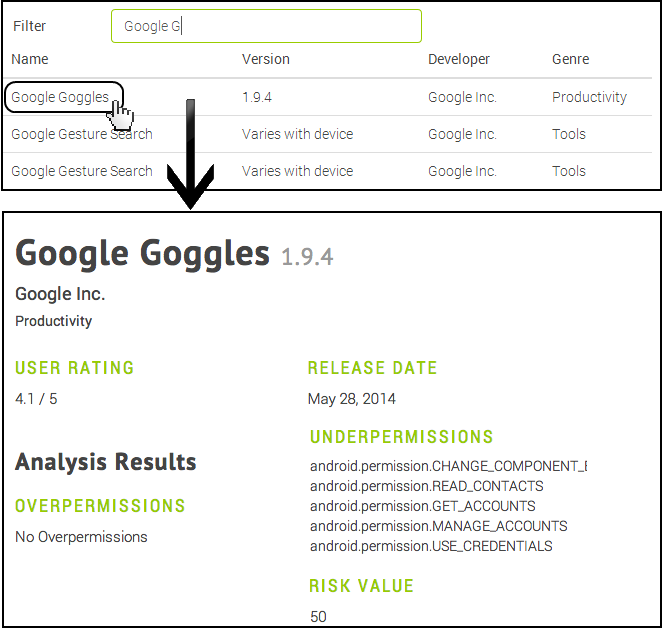 Filter Google G
Name Version Developer Genre
Google Goggles 1.9.4 Google Inc. Productivity
Google Gesture Search Varies with device Google Inc. Tools
Google Gesture Search Varies with device Google Inc. Tools
Google Goggles 1.9.4
Google Inc.
Productivity
USER RATING RELEASE DATE
4.1 / 5 May 28, 2014
UNDERPERMISSIONS
Analysis Results
android.permission.CHANGE_COMPONENT_E
android.permission.READ_CONTACTS
OVERPERMISSIONS
android.permission.GET_ACCOUNTS
android.permission.MANAGE_ACCOUNTS
No Overpermissions
android.permission.USE_CREDENTIALS
RISK VALUE
50